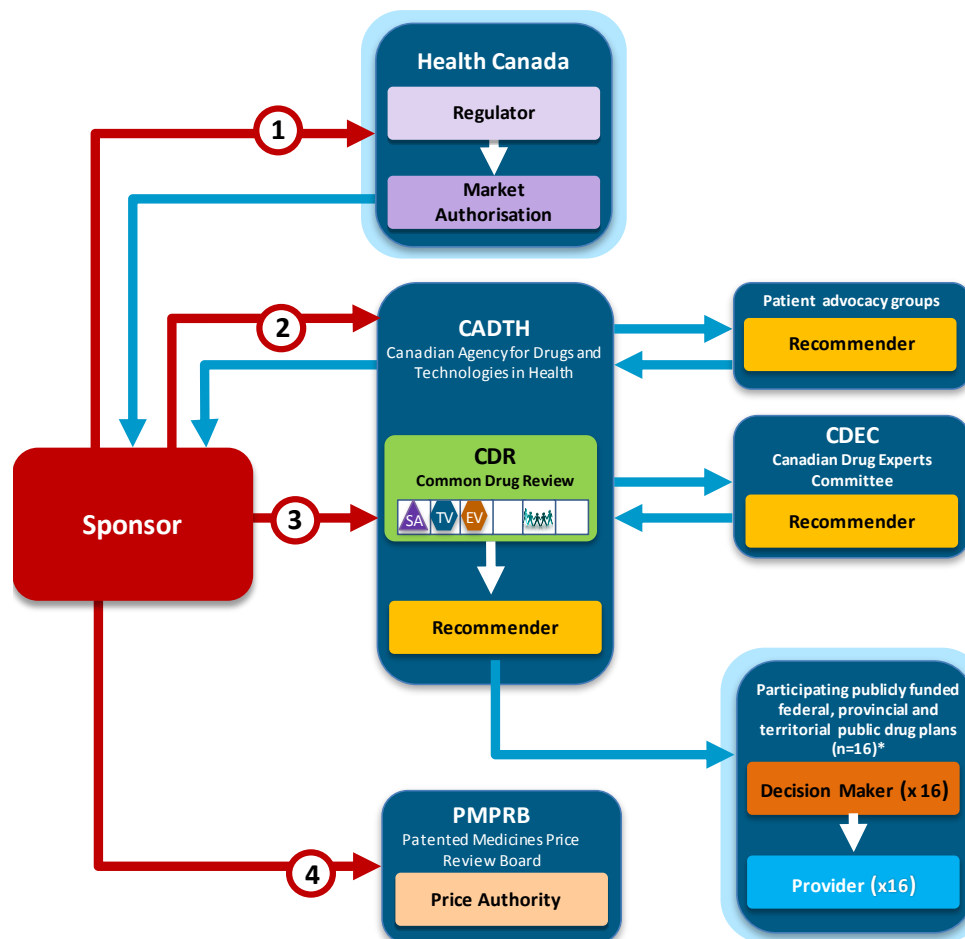 Health Canada
Regulator
Market
Authorisation
1
2
CADTH
Canadian Agency for Drugs and
Technologies in Health
Patient advocacy groups
Recommender
CDR
Common Drug Review
SA TV EV
CDEC
Canadian Drug Experts
Committee
Recommender
Sponsor
3
Recommender
Participating publicly funded
federal, provincial and
territorial public drug plans
(n=16)*
Decision Maker (x 16)
Provider (x16)
4
PMPRB
Patented Medicines Price
Review Board
Price Authority